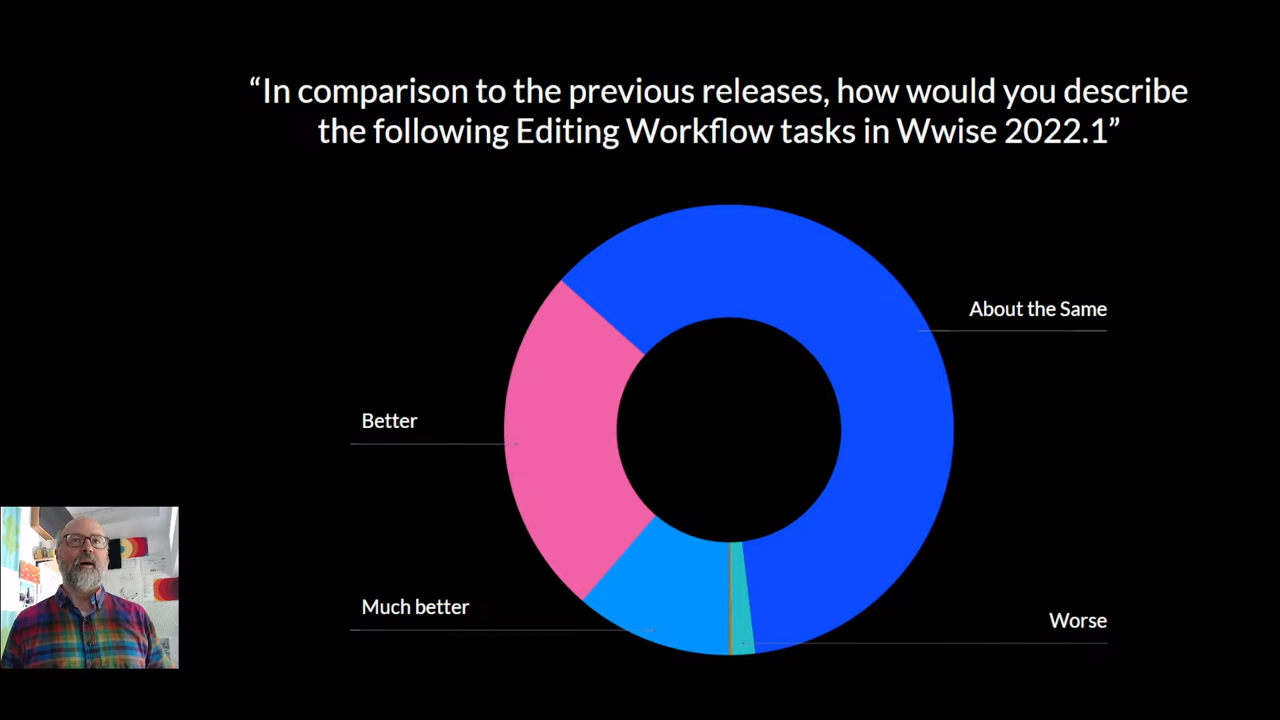 “In comparison to the previous releases, how would you describe
the following Editing Workflow tasks in Wwise 2022.1”
About the Same
Better
Much better
Worse